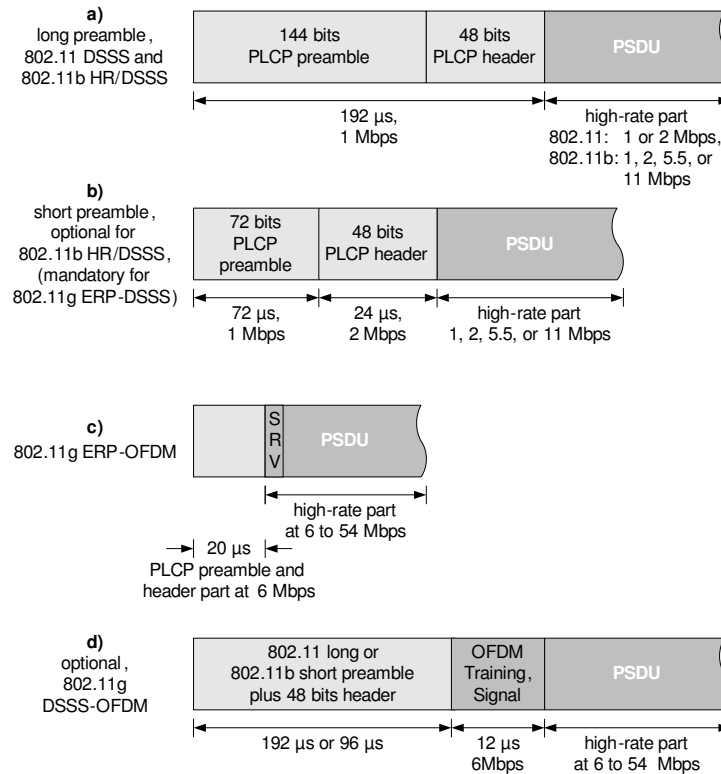 a)
long preamble,
802.11 DSSS and
802.11b HR/DSSS
144 bits
PLCP preamble
48 bits
PLCP header
PSDU
192 µs,
1 Mbps
high-rate part
802.11: 1 or 2 Mbps,
802.11b: 1, 2, 5.5, or
11 Mbps
b)
short preamble,
optional for
802.11b HR/DSSS,
(mandatory for
802.11g ERP-DSSS)
72 bits
PLCP
preamble
48 bits
PLCP header
PSDU
72 µs,
1 Mbps
24 µs,
2 Mbps
high-rate part
1, 2, 5.5, or 11 Mbps
c)
802.11g ERP-OFDM
S
R
V
PSDU
high-rate part
at 6 to 54 Mbps
20 µs
PLCP preamble and
header part at 6 Mbps
d)
optional,
802.11g
DSSS-OFDM
802.11 long or
802.11b short preamble
plus 48 bits header
OFDM
Training,
Signal
PSDU
192 µs or 96 µs
12 µs
6Mbps
high-rate part
at 6 to 54 Mbps